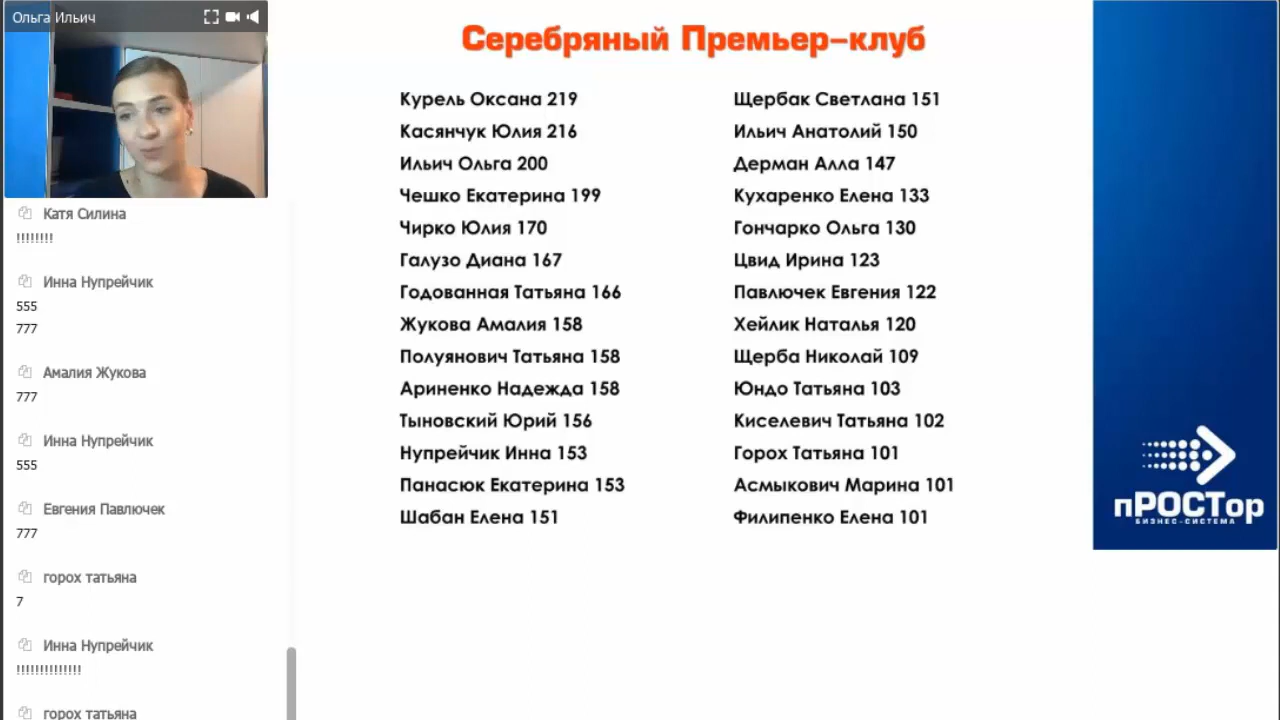 Ольга Ильич
Катя Силина
!!!!!!!!
Инна Нупрейчик
555
777
Амалия Жукова
777
Инна Нупрейчик
555
Евгения Павлючек
777
горох татьяна
7
Инна Нупрейчик
!!!!!!!!!!!!!!
горох татьяна
Серебряный Премьер-клуб
Курель Оксана 219
Касянчук Юлия 216
Ильич Ольга 200
Чешко Екатерина 199
Чирко Юлия 170
Галузо Диана 167
Годованная Татьяна 166
Жукова Амалия 158
Полуянович Татьяна 158
Ариненко Надежда 158
Тыновский Юрий 156
Нупрейчик Инна 153
Панасюк Екатерина 153
Шабан Елена 151
Щербак Светлана 151
Ильич Анатолий 150
Дерман Алла 147
Кухаренко Елена 133
Гончарко Ольга 130
Цвид Ирина 123
Павлючек Евгения 122
Хейлик Наталья 120
Щерба Николай 109
Юндо Татьяна 103
Киселевич Татьяна 102
Горох Татьяна 101
Асмыкович Марина 101
Филипенко Елена 101
пРОСТор
БИЗНЕС-СИСТЕМА